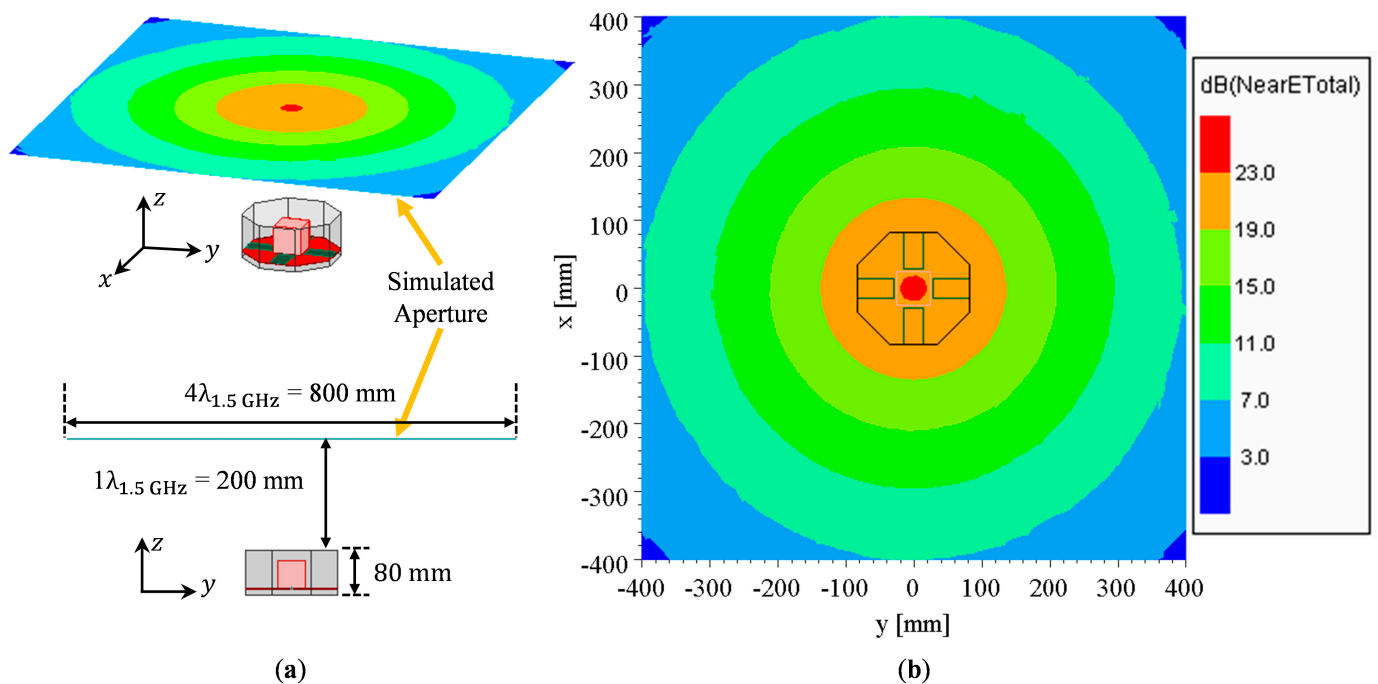 z
y
x
Simulated
Aperture
4λ1.5 GHz = 800 mm
1λ1.5 GHz = 200 mm
z
y
80 mm
(a)
400
300
200
100
0
-100
-200
-300
-400
x [mm]
-400 -300 -200 -100 0 100 200 300 400
y [mm]
(b)
dB(NearETotal)
23.0
19.0
15.0
11.0
7.0
3.0